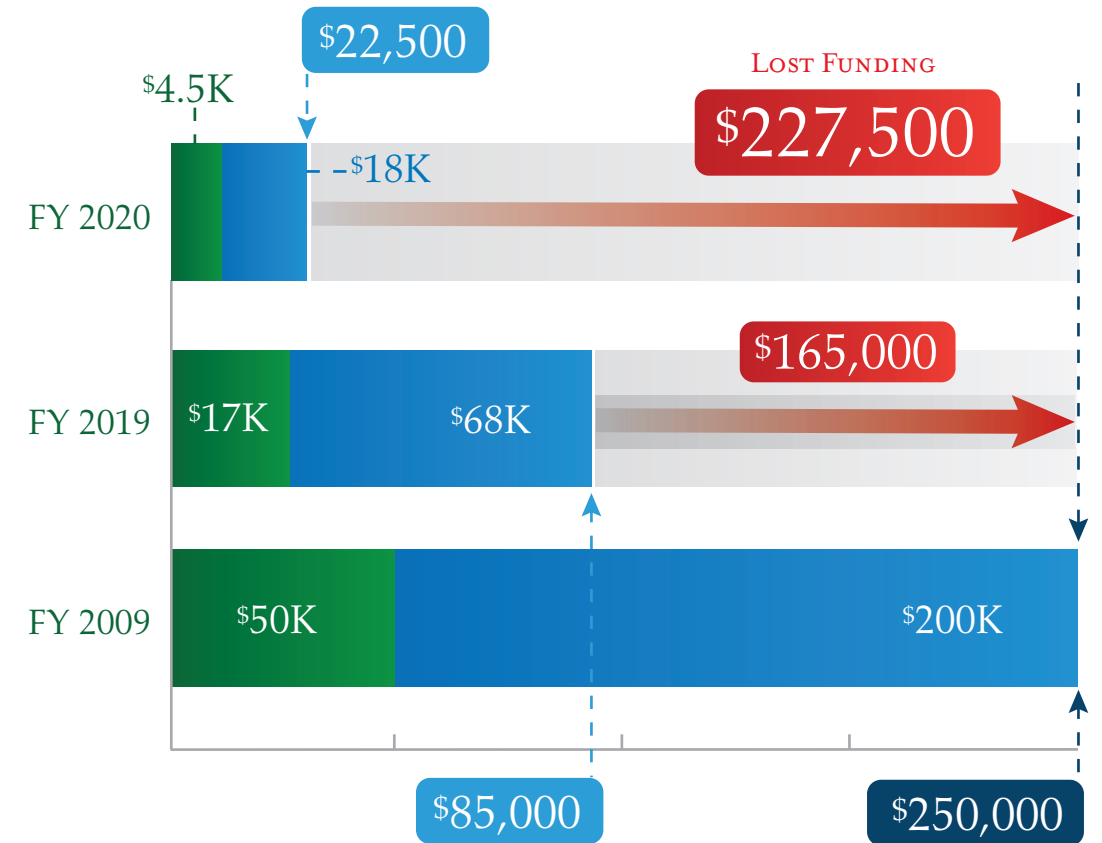 $22,500
Lost Funding
$4.5K
$227,500
$18K
FY 2020
$165,000
FY 2019
$17K
$68K
FY 2009
$50K
$200K
$85,000
$250,000